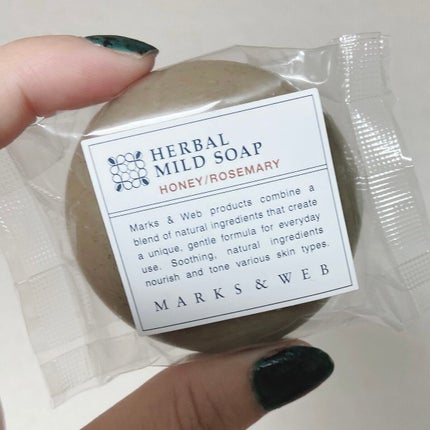 HERBAL
MILD SOAP
HONEY/ROSEMARY
Marks & Web products combine a
blend of natural ingredients that create
a unique, gentle formula for everyday
use. Soothing, natural ingredients
nourish and tone various skin types.
MARKS & WEB